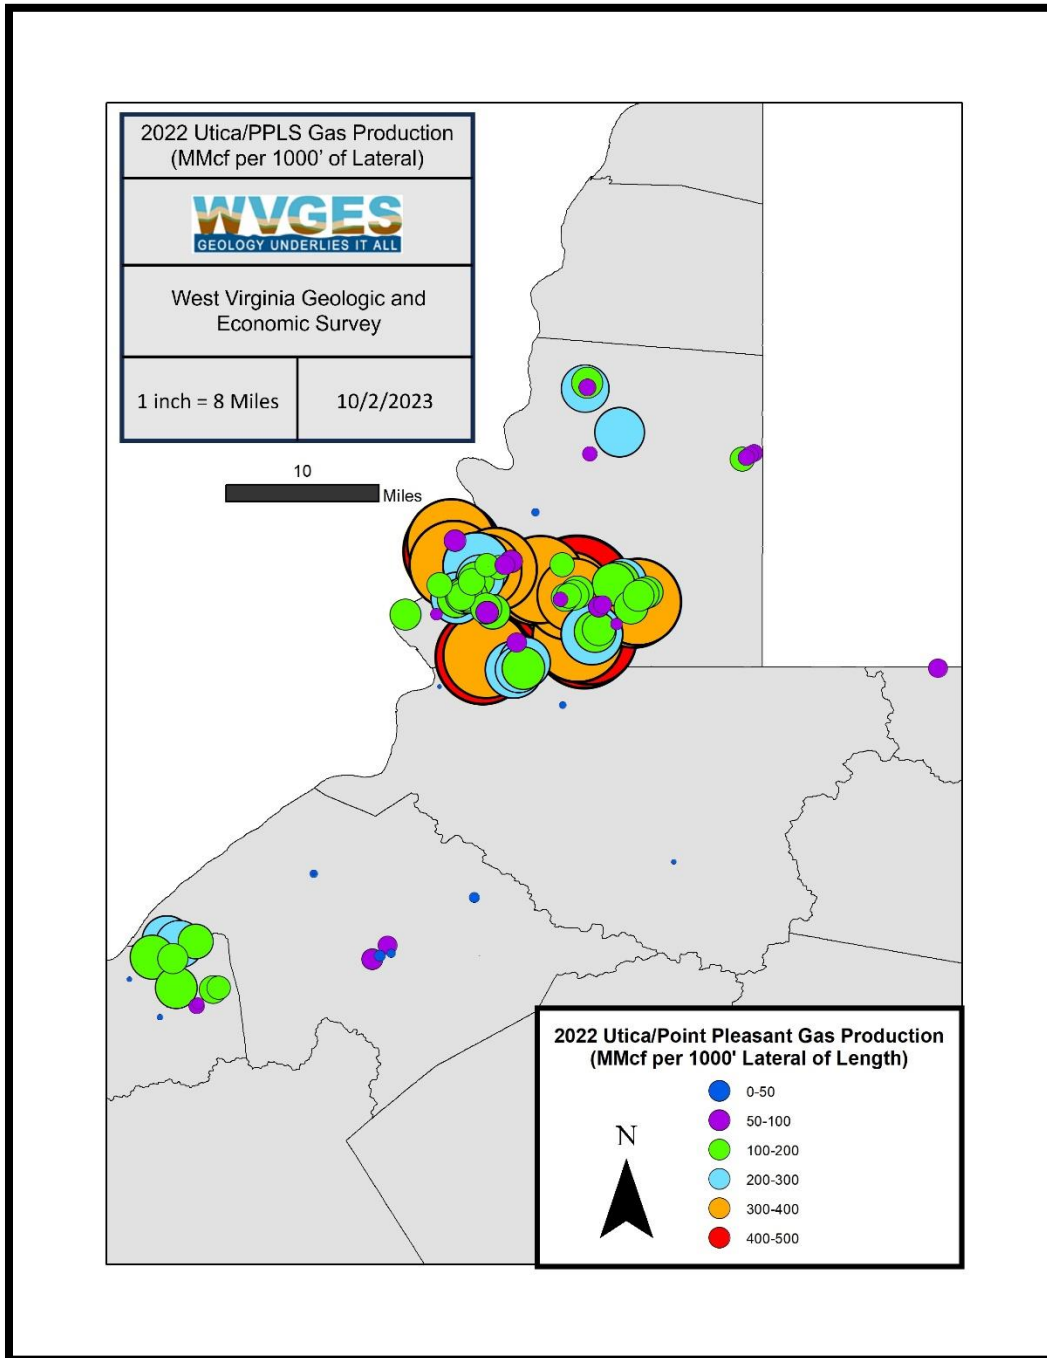 2022 Utica/PPLS Gas Production
(MMcf per 1000' of Lateral)
WVGES
GEOLOGY UNDERLIES IT ALL
West Virginia Geologic and
Economic Survey
1 inch = 8 Miles
10/2/2023
10
Miles
2022 Utica/Point Pleasant Gas Production
(MMcf per 1000' Lateral of Length)
0-50
50-100
100-200
200-300
300-400
400-500
N